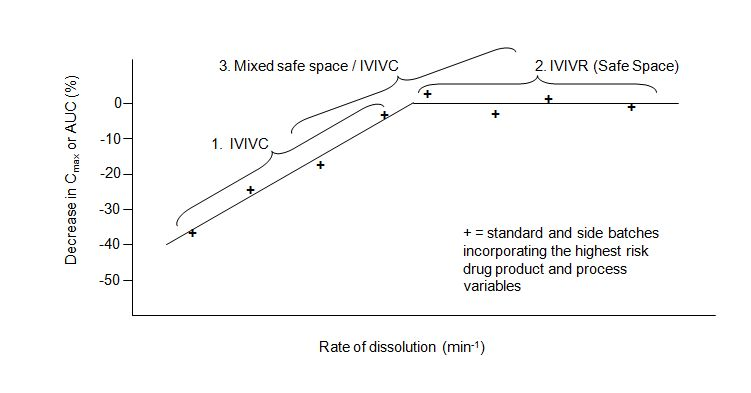 3. Mixed safe space / IVIVC
2. IVIVR (Safe Space)
1. IVIVC
Decrease in Cmax or AUC (%)
0
-10
-20
-30
-40
-50
+ = standard and side batches
incorporating the highest risk
drug product and process
variables
Rate of dissolution (min-1)